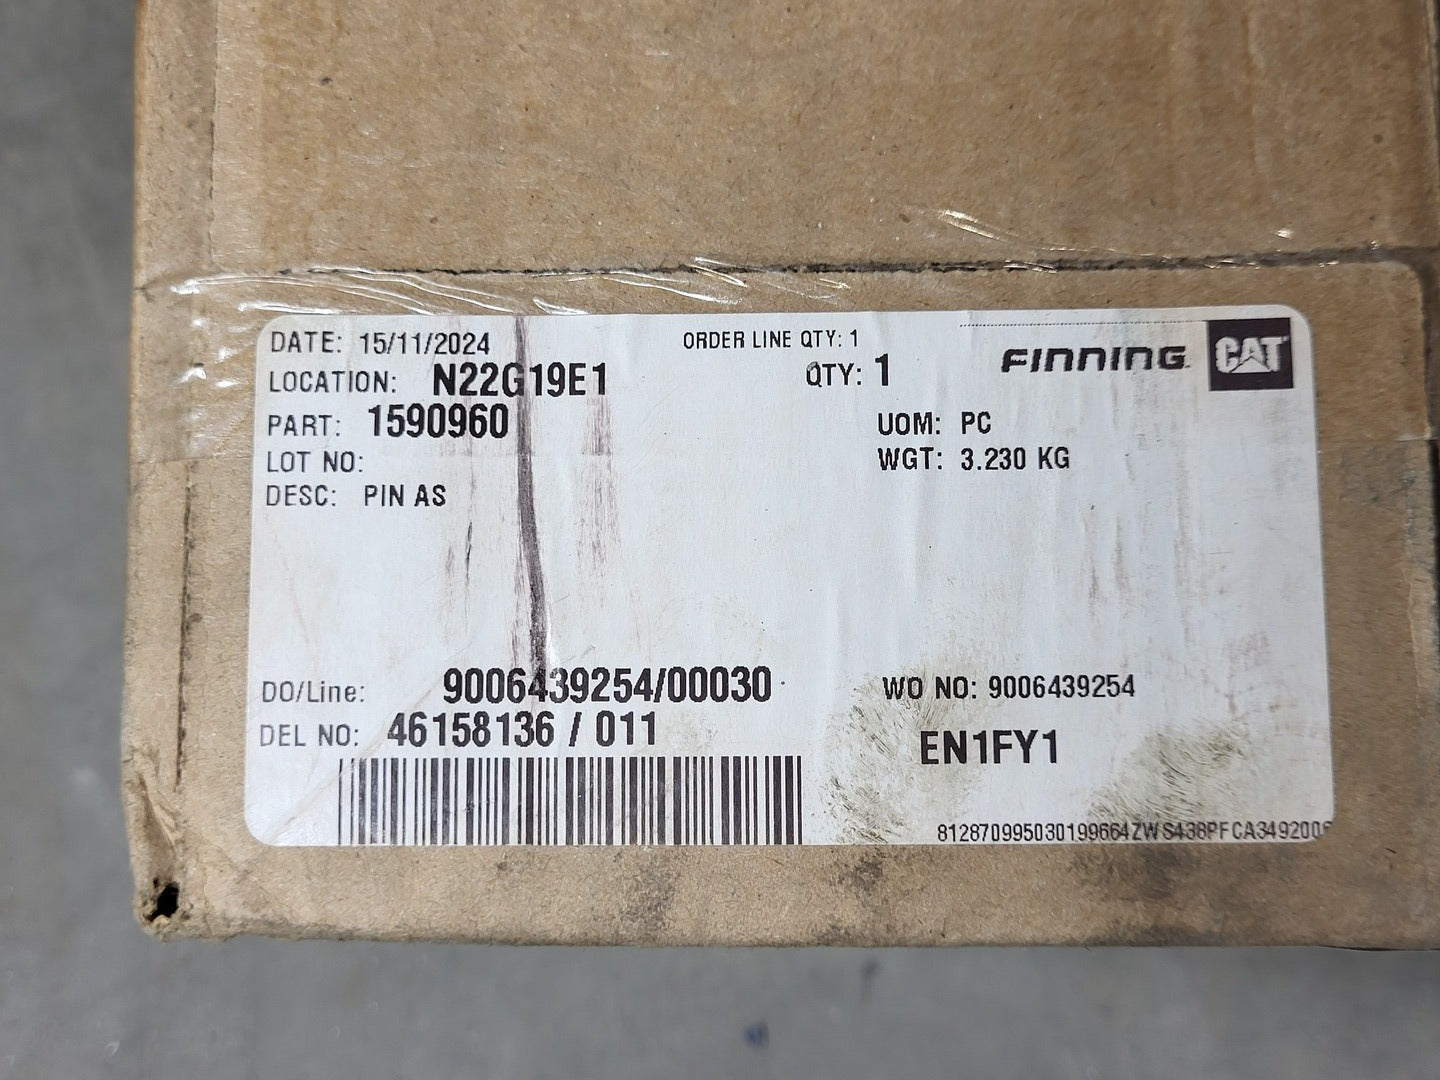 DATE: 15/11/2024 ORDER LINE QTY: 1 FINNING CAT
LOCATION: N22G19E1 QTY: 1
PART: 1590960 UOM: PC
LOT NO: WGT: 3.230 KG
DESC: PIN AS
DO/Line: 9006439254/00030 WO NO: 9006439254
DEL NO: 46158136 / 011 EN1FY1
812870995030199664ZWS438PFCA3492006